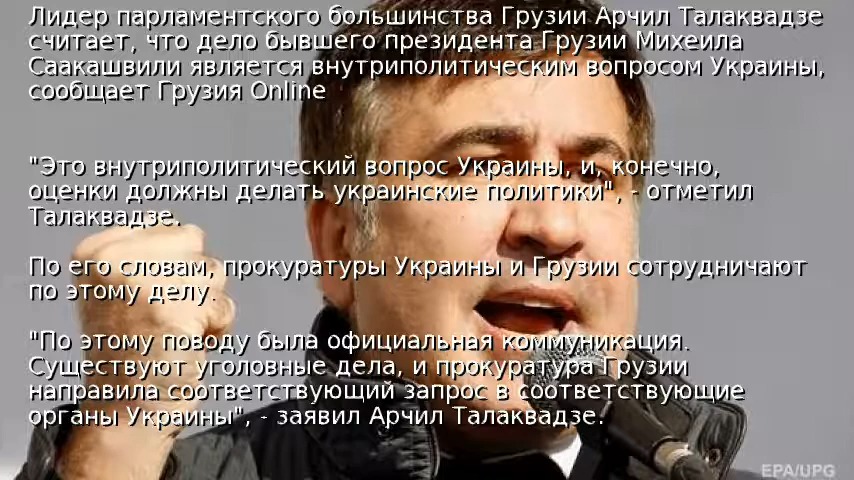 Лидер парламентского большинства Грузии Арчил Талаквадзе
считает, что дело бывшего президента Грузии Михеила
Саакашвили является внутриполитическим вопросом Украины,
сообщает Грузия Online
"Это внутриполитический вопрос Украины, и, конечно,
оценки должны делать украинские политики", - отметил
Талаквадзе.
По его словам, прокуратуры Украины и Грузии сотрудничают
по этому делу.
"По этому поводу была официальная коммуникация.
Существуют уголовные дела, и прокуратура Грузии
направила соответствующий запрос в соответствующие
органы Украины", - заявил Арчил Талаквадзе.
EPA/UPG